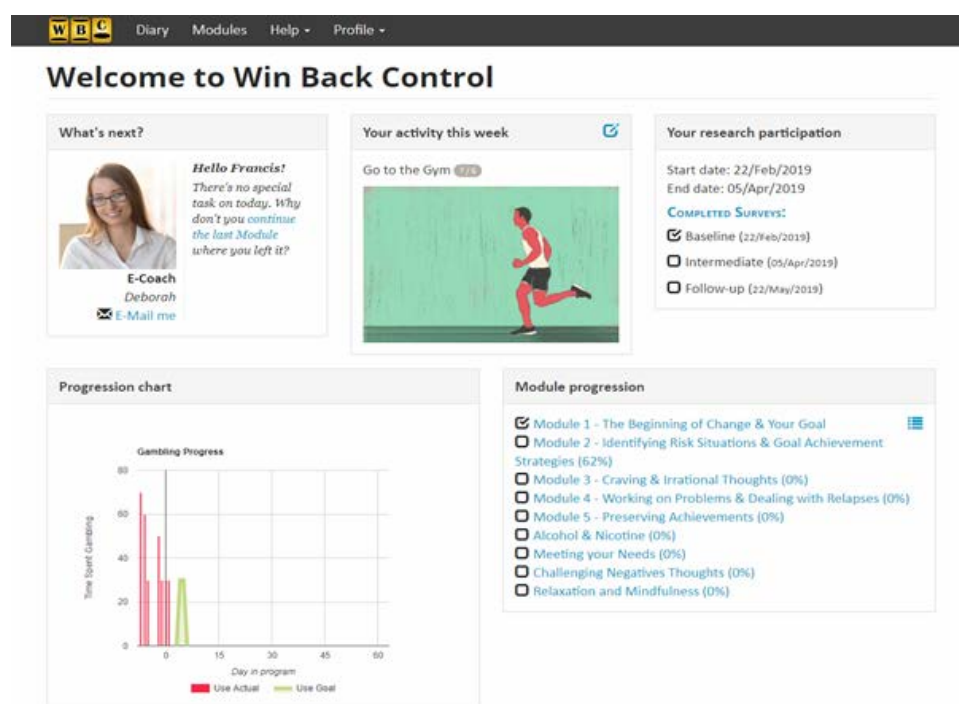 WBC Diary Modules Help Profile
Welcome to Win Back Control
What's next?
Hello Francis!
There's no special
task on today. Why
don't you continue
the last Module
where you left it?
E-Coach
Deborah
E-Mail me
Your activity this week
Go to the Gym
Your research participation
Start date: 22/Feb/2019
End date: 05/Apr/2019
COMPLETED SURVEYS:
Baseline (22/Feb/2019)
Intermediate (05/Apr/2019)
Follow-up (22/May/2019)
Progression chart
Gambling Progress
Time Spent Gambling
80
60
40
20
0
0 15 30 45 60
Day in program
Use Actual Use Goal
Module progression
Module 1 - The Beginning of Change & Your Goal
Module 2 - Identifying Risk Situations & Goal Achievement
Strategies (62%)
Module 3 - Craving & Irrational Thoughts (0%)
Module 4 - Working on Problems & Dealing with Relapses (0%)
Module 5 - Preserving Achievements (0%)
Alcohol & Nicotine (0%)
Meeting your Needs (0%)
Challenging Negatives Thoughts (0%)
Relaxation and Mindfulness (0%)